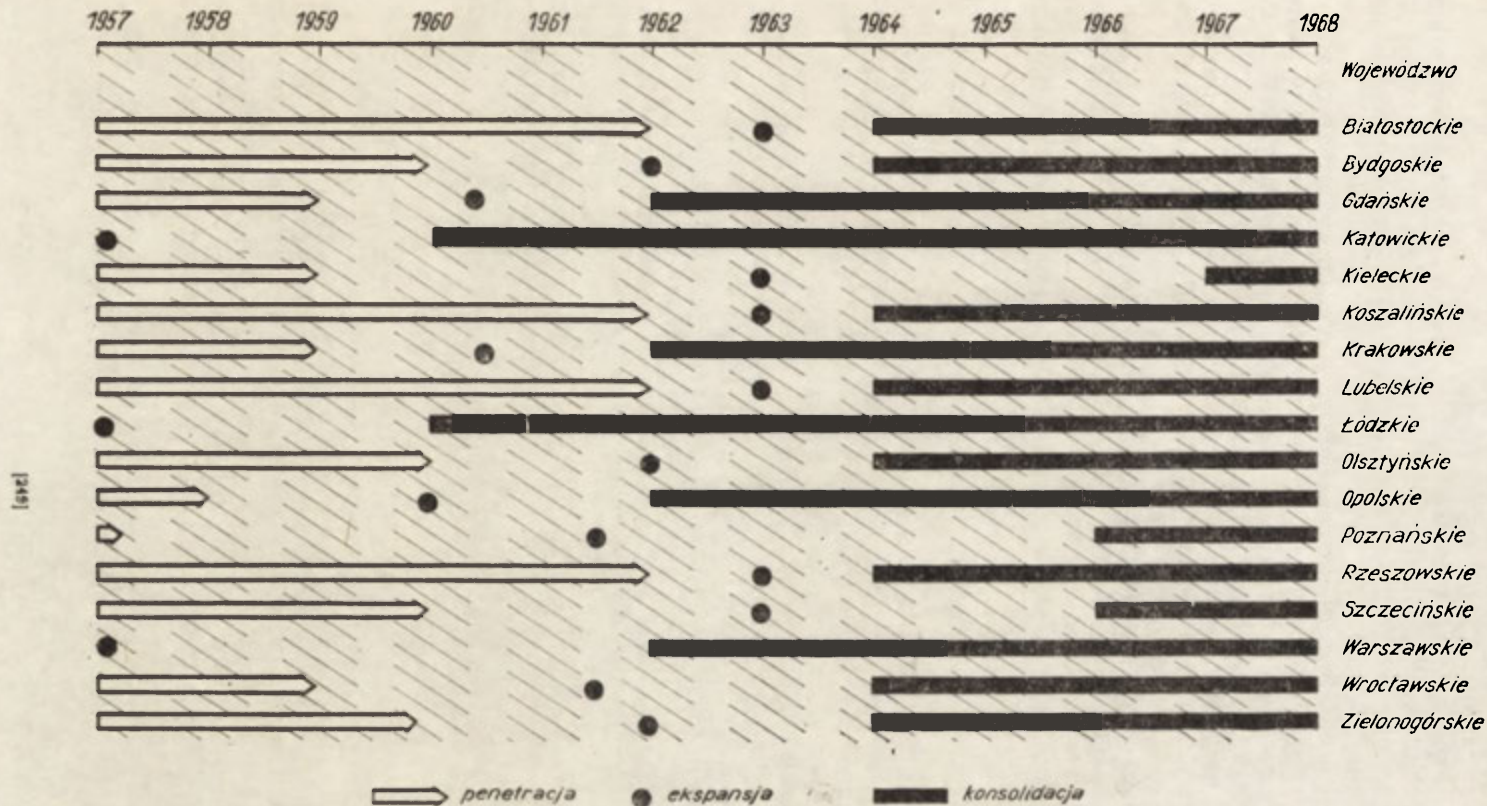 1957 1958 1959 1960 1961 1962 1963 1964 1965 1966 1967 1968
Województwo
Białostockie
Bydgoskie
Gdańskie
Katowickie
Kieleckie
Koszalińskie
Krakowskie
Lubelskie
Łódzkie
Olsztyńskie
Opolskie
Poznańskie
Rzeszowskie
Szczecińskie
Warszawskie
Wrocławskie
Zielonogórskie
penetracja ekspansja konsolidacja
[249]